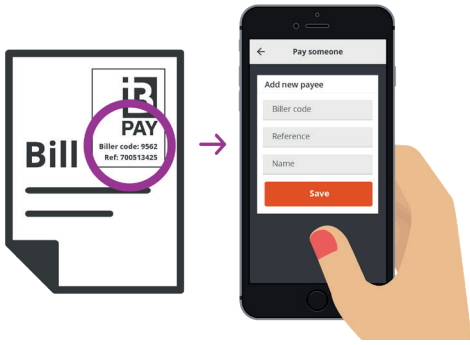 B
PAY
Bill
Biller code: 9562
Ref: 700513425
Pay someone
Add new payee
Biller code
Reference
Name
Save